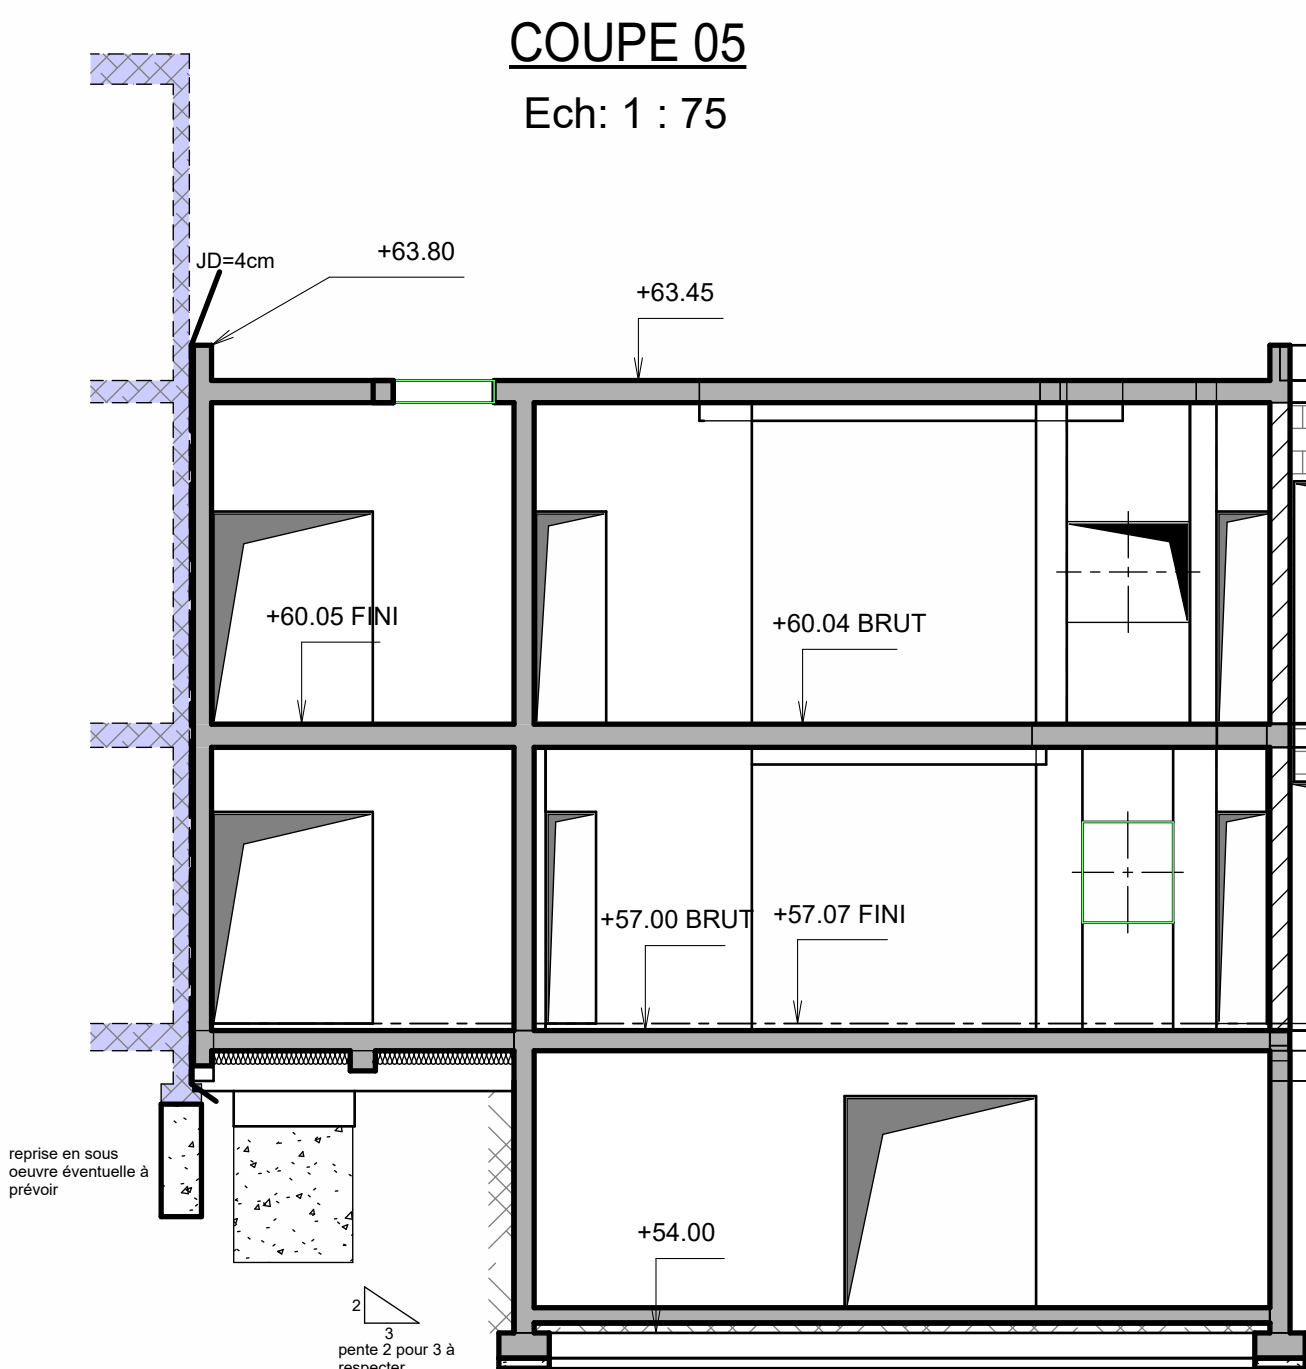 COUPE 05
Ech: 1 : 75
JD=4cm
+63.80
+63.45
+60.05 FINI
+60.04 BRUT
+57.00 BRUT
+57.07 FINI
reprise en sous
oeuvre éventuelle à
prévoir
+54.00
2
3
pente 2 pour 3 à
respecter